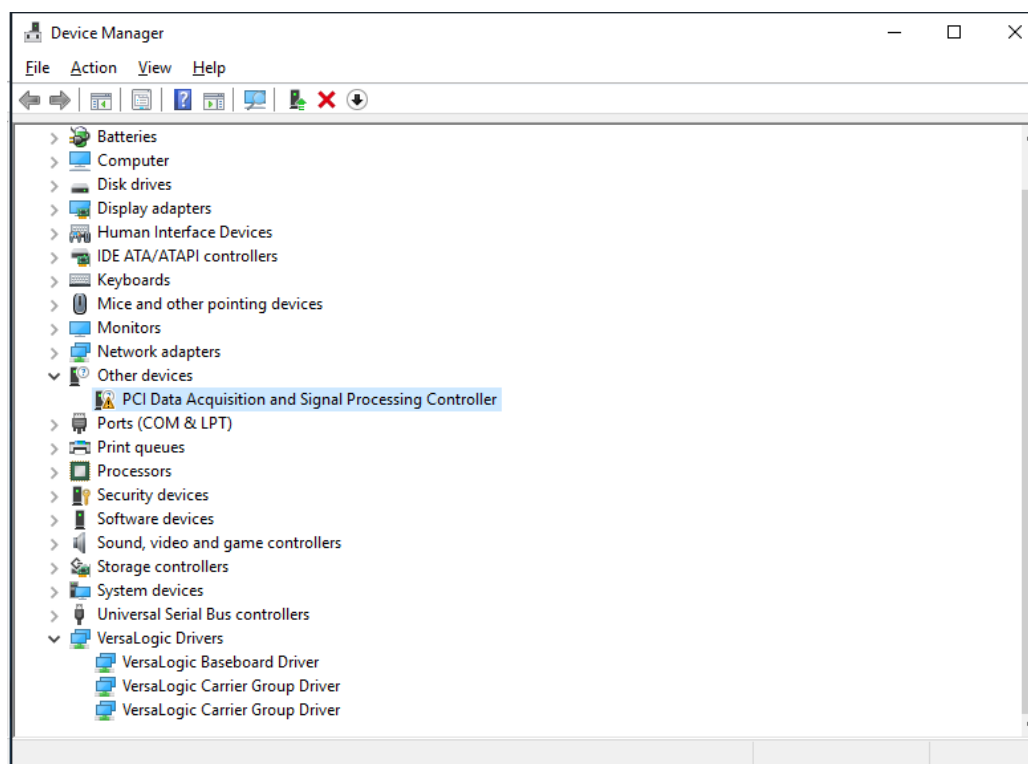 Device Manager
File Action View Help
Batteries
Computer
Disk drives
Display adapters
Human Interface Devices
IDE ATA/ATAPI controllers
Keyboards
Mice and other pointing devices
Monitors
Network adapters
Other devices
PCI Data Acquisition and Signal Processing Controller
Ports (COM & LPT)
Print queues
Processors
Security devices
Software devices
Sound, video and game controllers
Storage controllers
System devices
Universal Serial Bus controllers
VersaLogic Drivers
VersaLogic Baseboard Driver
VersaLogic Carrier Group Driver
VersaLogic Carrier Group Driver